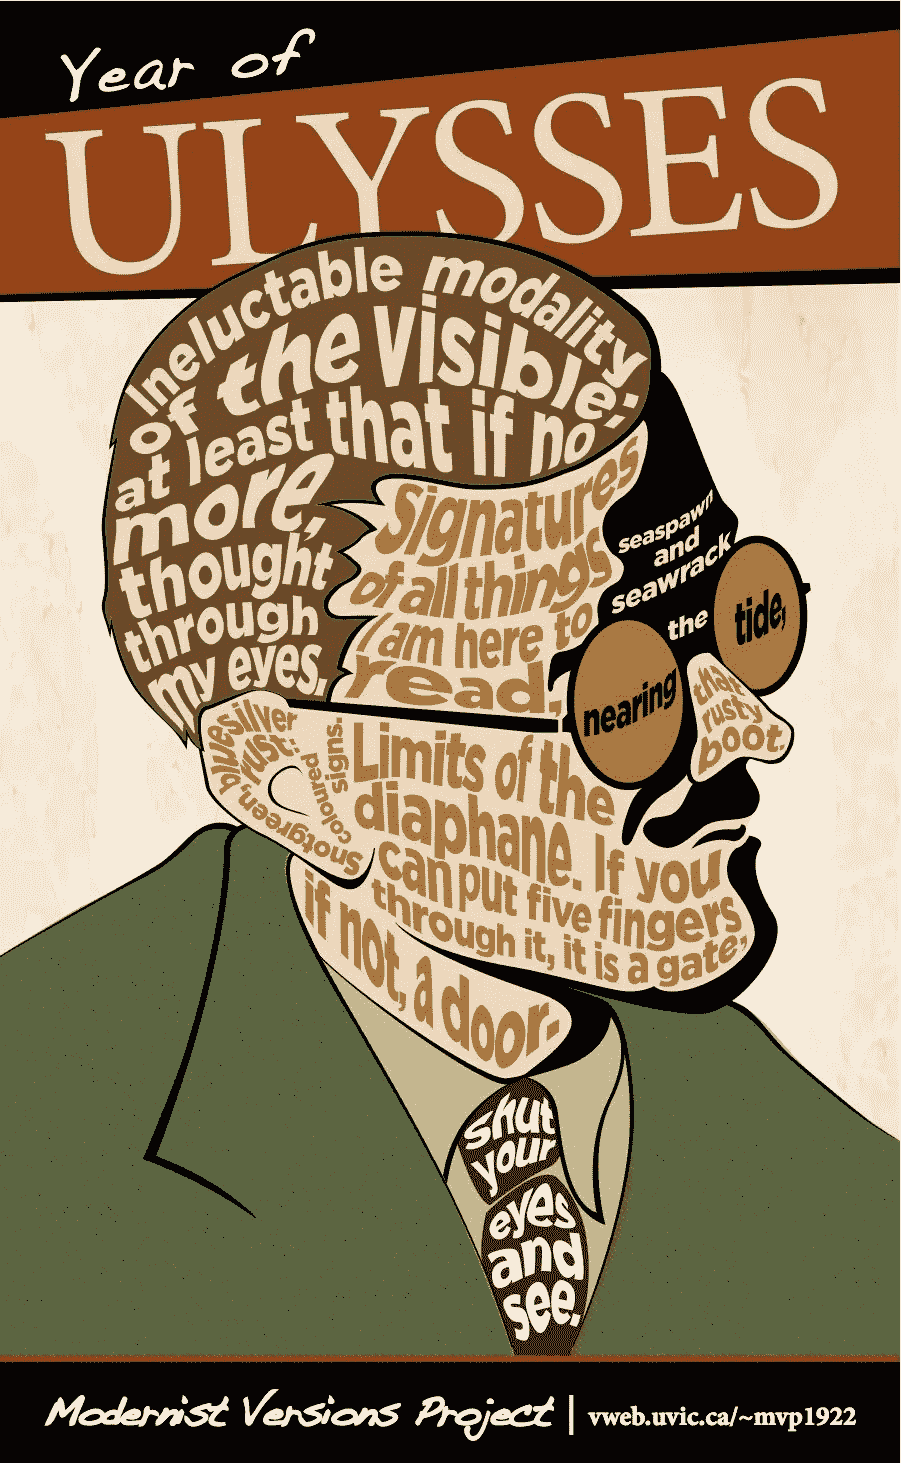 Year of
ULYSSES
Ineluctable modality
of the visible;
at least that if no
more,
thought
through
my eyes.
Signatures
of all things
I am here to
read,
seaspawn
and
seawrack
the
nearing
tide,
that
rusty
boot.
Snotgreen, bluesilver
rust:
coloured
signs.
Limits of the
diaphane. If you
can put five fingers
through it, it is a gate,
if not, a door.
shut
your
eyes
and
see.
Modernist Versions Project | vweb.uvic.ca/~mvp1922